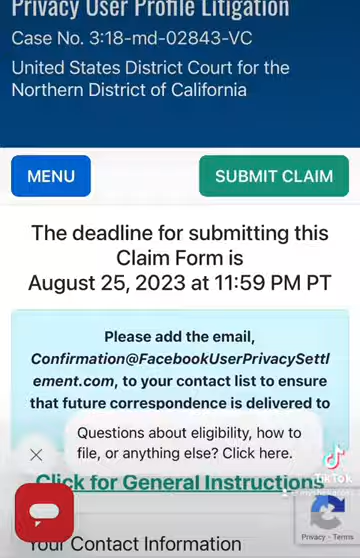 Privacy User Profile Litigation
Case No. 3:18-md-02843-VC
United States District Court for the
Northern District of California
MENU
SUBMIT CLAIM
The deadline for submitting this
Claim Form is
August 25, 2023 at 11:59 PM PT
Please add the email,
Confirmation@FacebookUserPrivacySettl
ement.com, to your contact list to ensure
that future correspondence is delivered to
Questions about eligibility, how to
file, or anything else? Click here.
TikTok
Click for General Instructions
Privacy - Terms
Your Contact Information